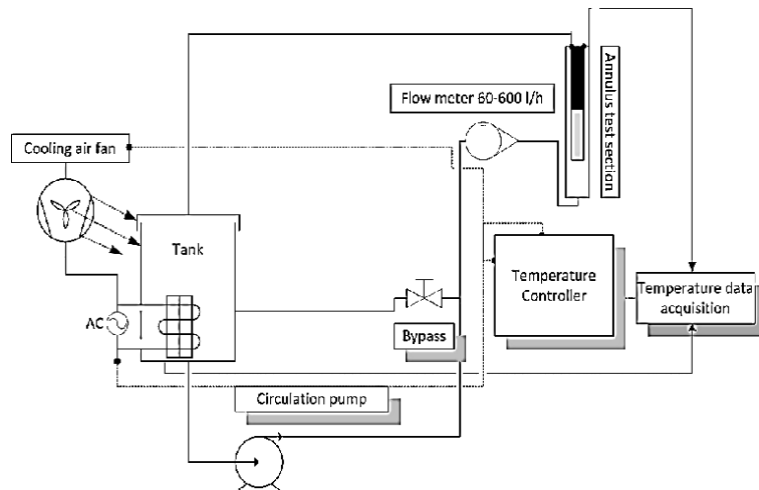 Flow meter 60-600 l/h
Annulus test section
Cooling air fan
Tank
Temperature
Controller
Temperature data
acquisition
AC
Bypass
Circulation pump